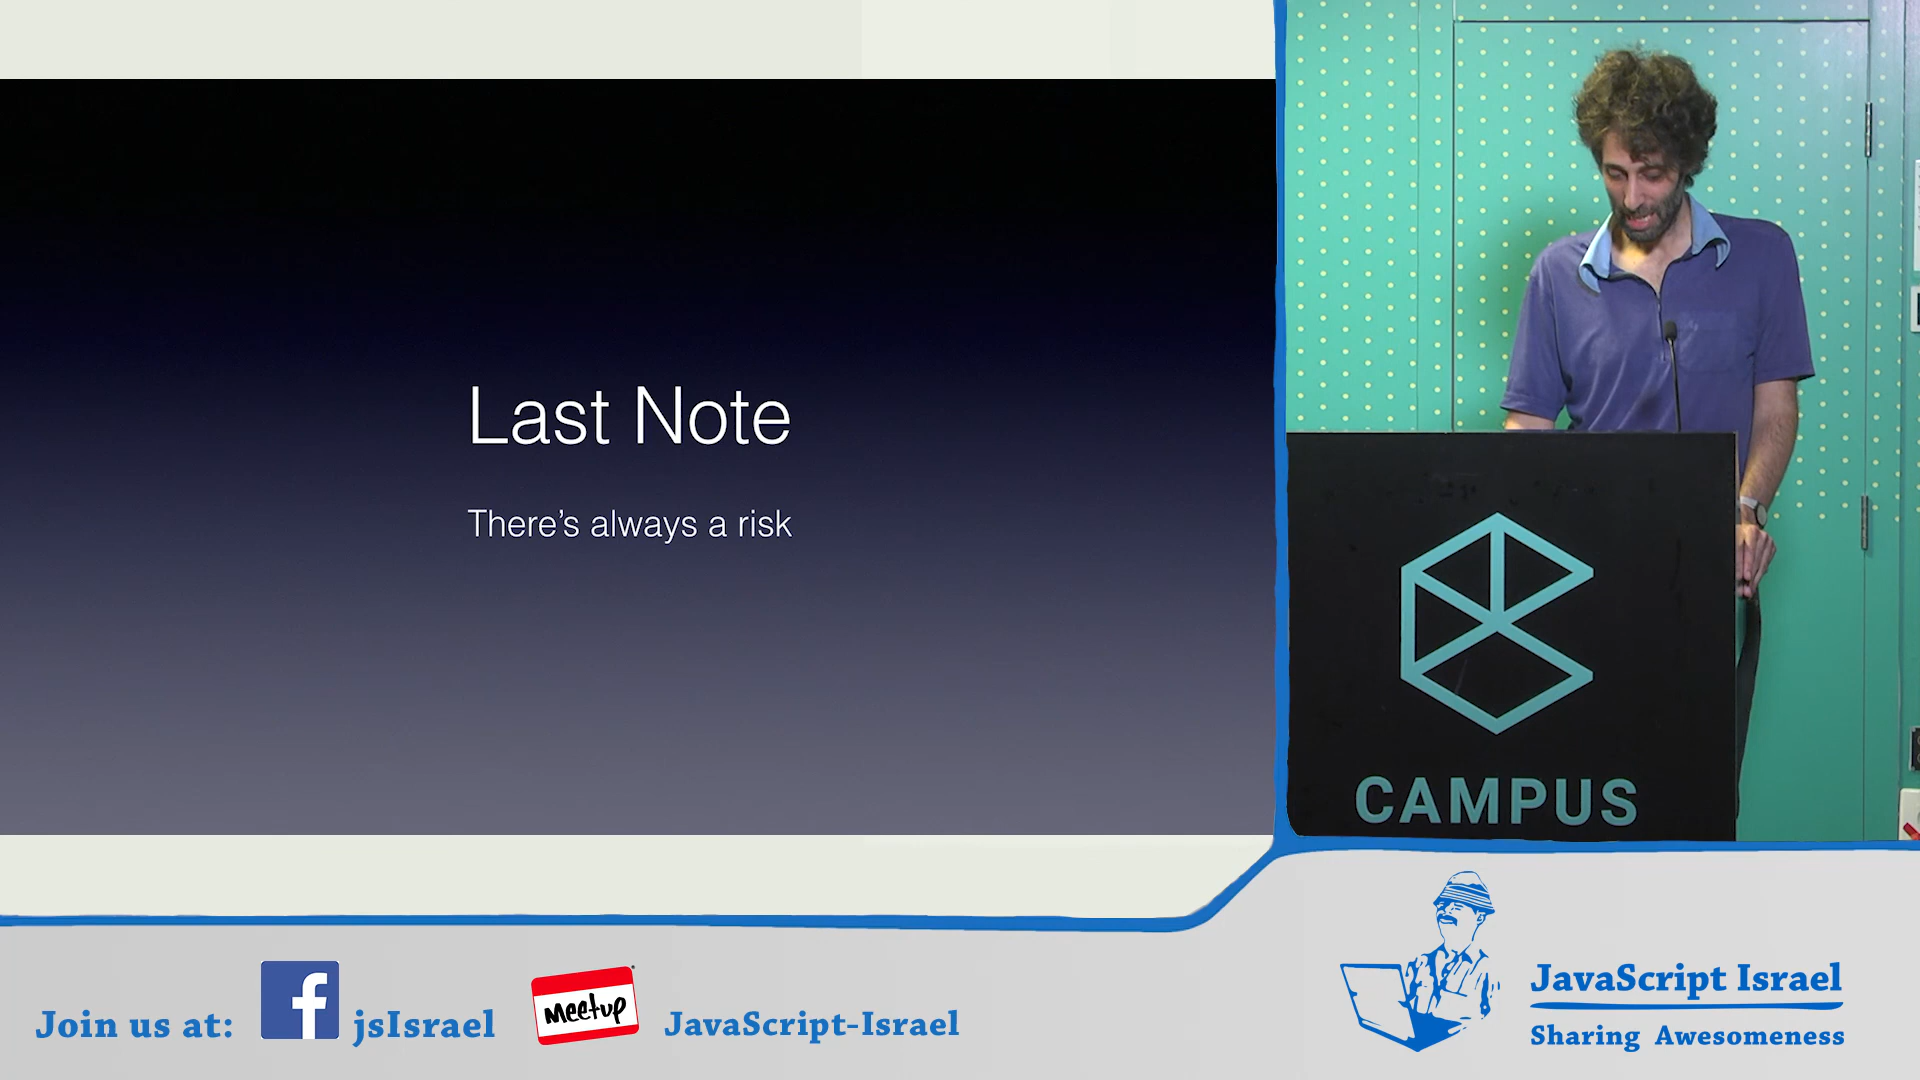 Last Note
There's always a risk
CAMPUS
Join us at:
f
jsIsrael
Meetup
JavaScript-Israel
JavaScript Israel
Sharing Awesomeness